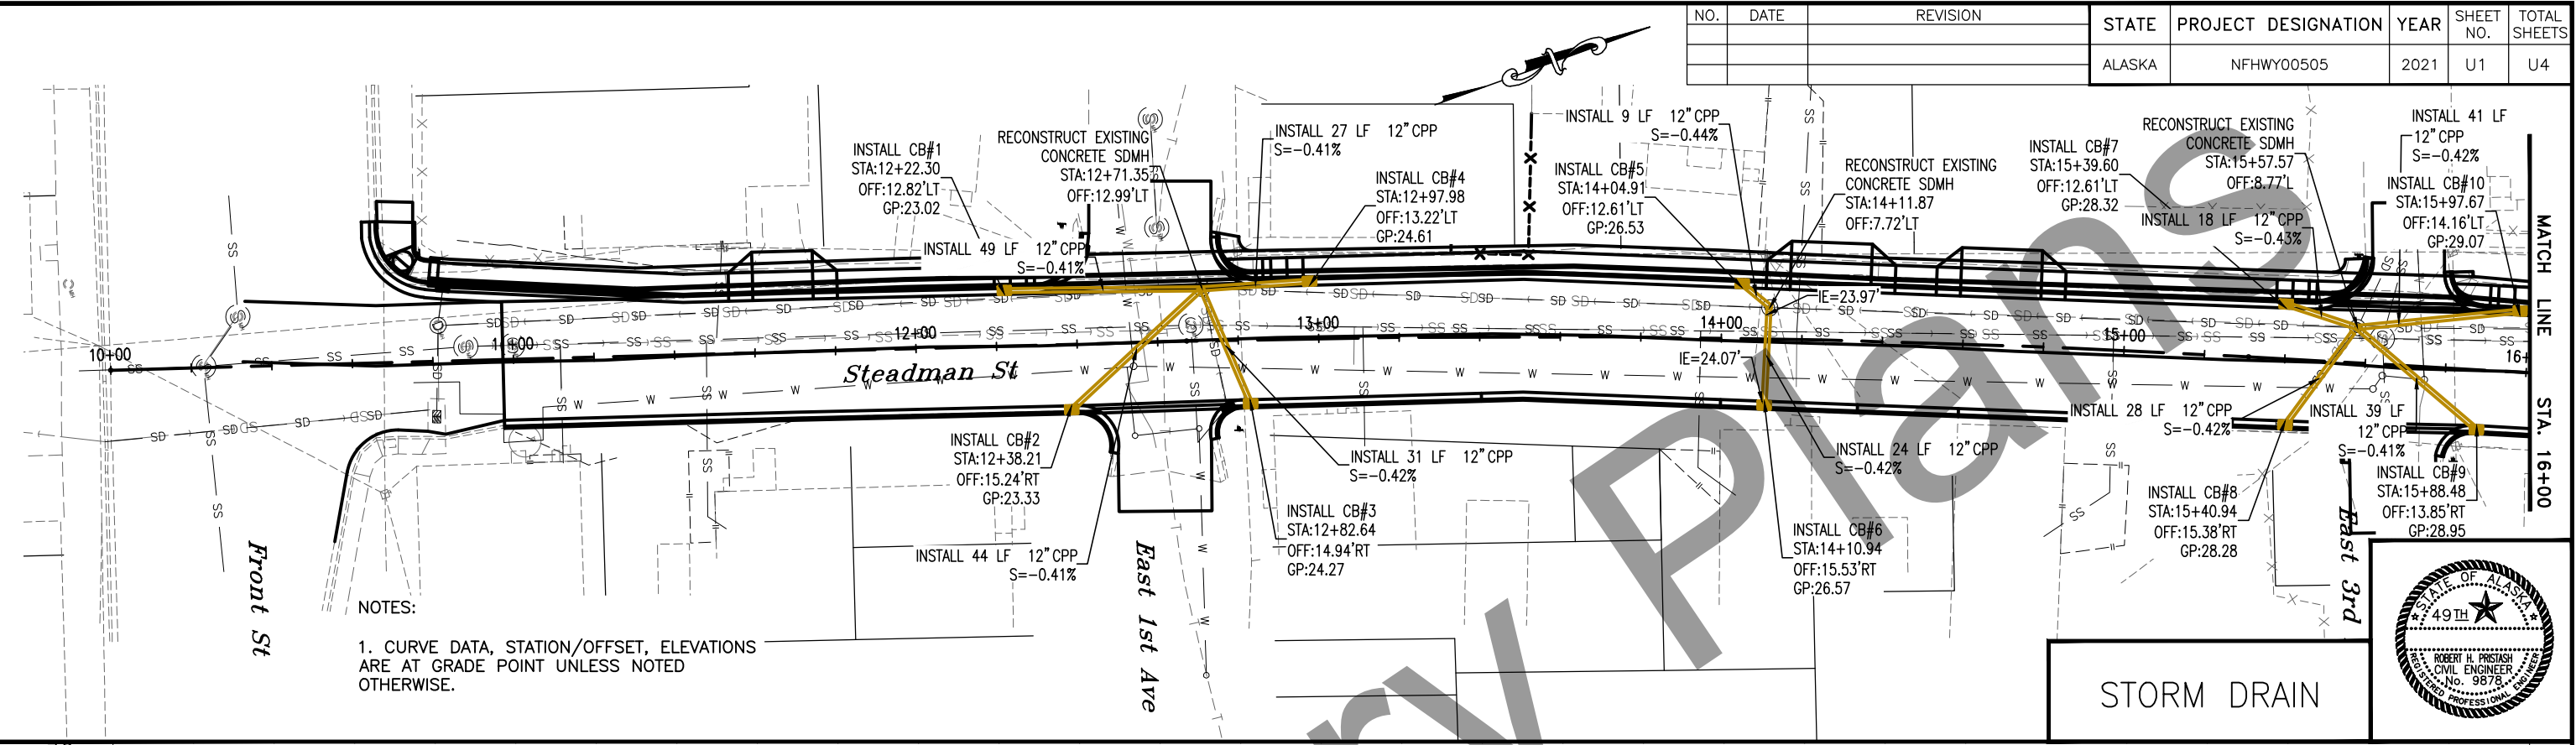 NO.
DATE
REVISION
STATE
PROJECT DESIGNATION
YEAR
SHEET NO.
TOTAL SHEETS
ALASKA
NFHWY00505
2021
U1
U4
INSTALL CB#1
STA:12+22.30
OFF:12.82'LT
GP:23.02
RECONSTRUCT EXISTING
CONCRETE SDMH
STA:12+71.35
OFF:12.99'LT
INSTALL 49 LF 12"CPP
S=-0.41%
INSTALL 27 LF 12"CPP
S=-0.41%
INSTALL CB#4
STA:12+97.98
OFF:13.22'LT
GP:24.61
INSTALL 9 LF 12"CPP
S=-0.44%
INSTALL CB#5
STA:14+04.91
OFF:12.61'LT
GP:26.53
RECONSTRUCT EXISTING
CONCRETE SDMH
STA:14+11.87
OFF:7.72'LT
INSTALL CB#7
STA:15+39.60
OFF:12.61'LT
GP:28.32
RECONSTRUCT EXISTING
CONCRETE SDMH
STA:15+57.57
OFF:8.77'L
INSTALL 18 LF 12"CPP
S=-0.43%
INSTALL 41 LF
12"CPP
S=-0.42%
INSTALL CB#10
STA:15+97.67
OFF:14.16'LT
GP:29.07
MATCH LINE STA. 16+00
IE=23.97'
IE=24.07'
10+00
11+00
12+00
13+00
14+00
15+00
16+
Steadman St
INSTALL CB#2
STA:12+38.21
OFF:15.24'RT
GP:23.33
INSTALL 44 LF 12"CPP
S=-0.41%
INSTALL 31 LF 12"CPP
S=-0.42%
INSTALL CB#3
STA:12+82.64
OFF:14.94'RT
GP:24.27
INSTALL 24 LF 12"CPP
S=-0.42%
INSTALL CB#6
STA:14+10.94
OFF:15.53'RT
GP:26.57
INSTALL 28 LF 12"CPP
S=-0.42%
INSTALL CB#8
STA:15+40.94
OFF:15.38'RT
GP:28.28
INSTALL 39 LF
12"CPP
S=-0.41%
INSTALL CB#9
STA:15+88.48
OFF:13.85'RT
GP:28.95
Front St
East 1st Ave
East 3rd
NOTES:
1. CURVE DATA, STATION/OFFSET, ELEVATIONS
ARE AT GRADE POINT UNLESS NOTED
OTHERWISE.
ry Plans
STORM DRAIN
STATE OF ALASKA
49TH
ROBERT H. PRISTASH
CIVIL ENGINEER
No. 9878
REGISTERED PROFESSIONAL ENGINEER